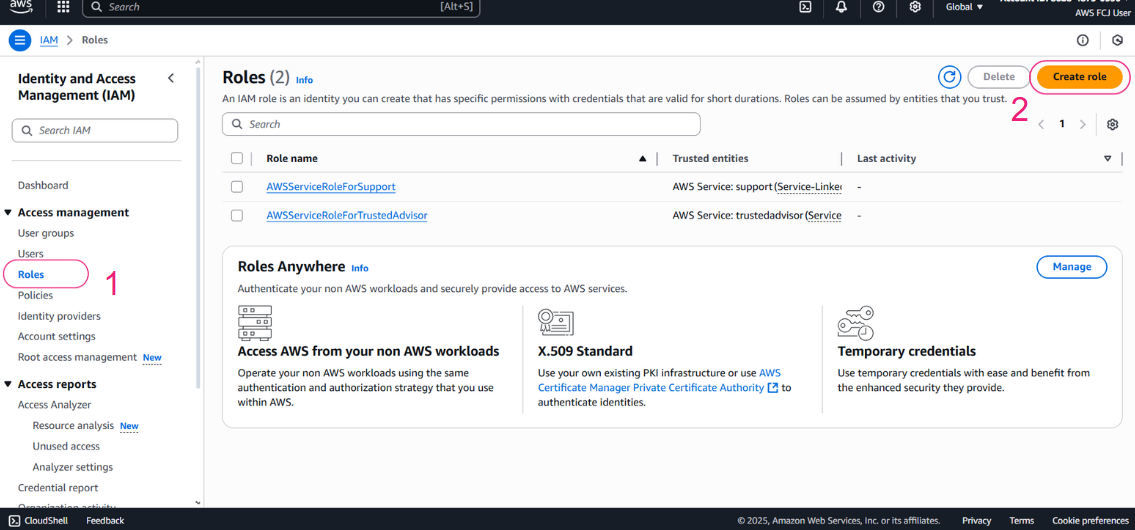 aws
Search
[Alt+S]
Global
AWS FCJ User
IAM > Roles
Identity and Access
Management (IAM)
Search IAM
Dashboard
Access management
User groups
Users
Roles
1
Policies
Identity providers
Account settings
Root access management New
Access reports
Access Analyzer
Resource analysis New
Unused access
Analyzer settings
Credential report
Organization activity
Roles (2) Info
Delete
Create role
2
An IAM role is an identity you can create that has specific permissions with credentials that are valid for short durations. Roles can be assumed by entities that you trust.
Search
1
Role name
Trusted entities
Last activity
AWSServiceRoleForSupport
AWS Service: support (Service-Linke
-
AWSServiceRoleForTrustedAdvisor
AWS Service: trustedadvisor (Service
-
Roles Anywhere Info
Manage
Authenticate your non AWS workloads and securely provide access to AWS services.
Access AWS from your non AWS workloads
Operate your non AWS workloads using the same
authentication and authorization strategy that you use
within AWS.
X.509 Standard
Use your own existing PKI infrastructure or use AWS
Certificate Manager Private Certificate Authority to
authenticate identities.
Temporary credentials
Use temporary credentials with ease and benefit from
the enhanced security they provide.
CloudShell
Feedback
© 2025, Amazon Web Services, Inc. or its affiliates.
Privacy
Terms
Cookie preferences